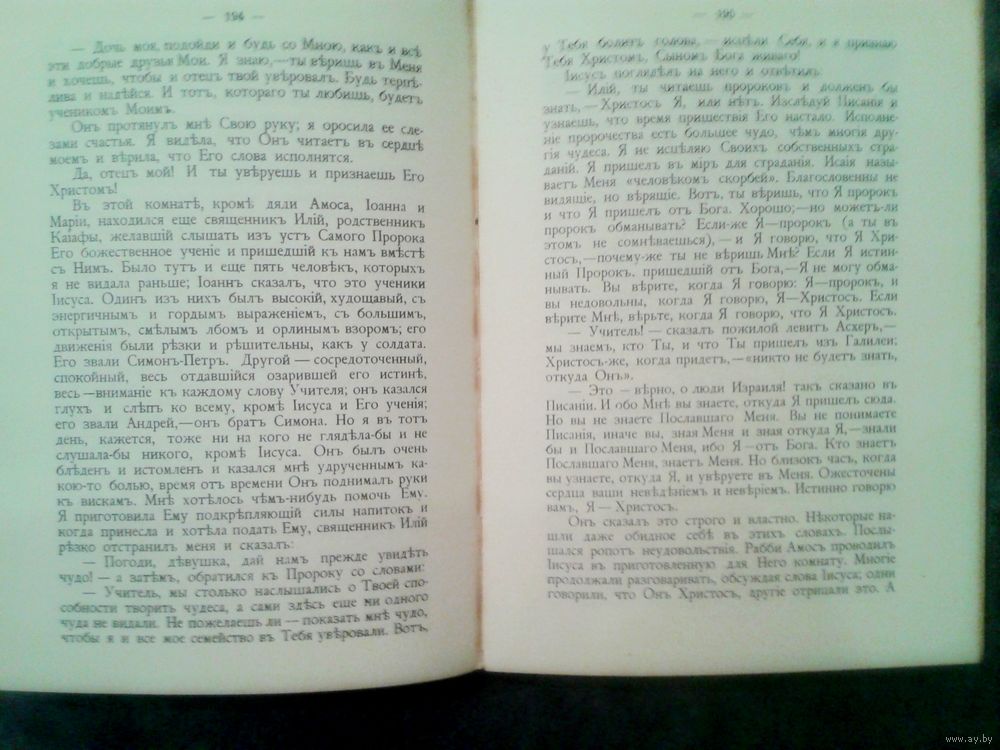 — 194 —
— Дочь моя, подойди и будь со Мною, какъ и всѣ
эти добрые друзья Мои. Я знаю,—ты вѣришь въ Меня
и хочешь, чтобы и отецъ твой увѣровалъ. Будь терпѣ-
лива и надѣйся. И тотъ, котораго ты любишь, будетъ
ученикомъ Моимъ.
Онъ протянулъ мнѣ Свою руку; я оросила ее сле-
зами счастья. Я видѣла, что Онъ читаетъ въ сердцѣ
моемъ и вѣрила, что Его слова исполнятся.
Да, отецъ мой! И ты увѣруешь и признаешь Его
Христомъ!
Въ этой комнатѣ, кромѣ дяди Амоса, Іоанна и
Маріи, находился еще священникъ Илій, родственникъ
Каіафы, желавшій слышать изъ устъ Самого Пророка
Его божественное ученіе и пришедшій къ намъ вмѣстѣ
съ Нимъ. Было тутъ и еще пять человѣкъ, которыхъ
я не видала раньше; Іоаннъ сказалъ, что это ученики
Іисуса. Одинъ изъ нихъ былъ высокій, худощавый, съ
энергичнымъ и гордымъ выраженіемъ, съ большимъ,
открытымъ, смѣлымъ лбомъ и орлинымъ взоромъ; его
движенія были рѣзки и рѣшительны, какъ у солдата.
Его звали Симонъ-Петръ. Другой — сосредоточенный,
спокойный, весь отдавшійся озарившей его истинѣ,
весь—вниманіе къ каждому слову Учителя; онъ казался
глухъ и слѣпъ ко всему, кромѣ Іисуса и Его ученія;
его звали Андрей,—онъ братъ Симона. Но я въ тотъ
день, кажется, тоже ни на кого не глядѣла-бы и не
слушала-бы никого, кромѣ Іисуса. Онъ былъ очень
блѣденъ и истомленъ и казался мнѣ удрученнымъ ка-
кою-то болью, время отъ времени Онъ поднималъ руки
къ вискамъ. Мнѣ хотѣлось чѣмъ-нибудь помочь Ему.
Я приготовила Ему подкрѣпляющій силы напитокъ и
когда принесла и хотѣла подать Ему, священникъ Илій
рѣзко отстранилъ меня и сказалъ:
— Погоди, дѣвушка, дай намъ прежде увидѣть
чудо! — а затѣмъ, обратился къ Пророку со словами:
— Учитель, мы столько наслышались о Твоей спо-
собности творить чудеса, а сами здѣсь еще ни одного
чуда не видали. Не пожелаешь ли — показать мнѣ чудо,
чтобы я и все мое семейство въ Тебя увѣровали. Вотъ,
— 195 —
у Тебя болитъ голова,—исцѣли Себя, и я признаю
Тебя Христомъ, Сыномъ Бога живаго!
Іисусъ поглядѣлъ на него и отвѣтилъ:
— Илій, ты читаешь пророковъ и долженъ бы
знать,—Христосъ Я, или нѣтъ. Изслѣдуй Писанія и
узнаешь, что время пришествія Его настало. Исполне-
ніе пророчества есть большее чудо, чѣмъ многія дру-
гія чудеса. Я не исцѣляю Своихъ собственныхъ стра-
даній. Я пришелъ въ міръ для страданія. Исаія назы-
ваетъ Меня «человѣкомъ скорбей». Благословенны не
видящіе, но вѣрящіе. Вотъ, ты вѣришь, что Я пророкъ
и что Я пришелъ отъ Бога. Хорошо;—но можетъ-ли
пророкъ обманывать? Если-же Я—пророкъ (а ты въ
этомъ не сомнѣваешься),—и Я говорю, что Я Хри-
стосъ,—почему-же ты не вѣришь Мнѣ? Если Я истин-
ный Пророкъ. пришедшій отъ Бога,—Я не могу обма-
нывать. Вы вѣрите, когда Я говорю: Я—пророкъ, и
вы недовольны, когда Я говорю, Я—Христосъ. Если
вѣрите Мнѣ, вѣрьте, когда Я говорю, что Я Христосъ.
— Учитель! — сказалъ пожилой левитъ Асхеръ,—
мы знаемъ, кто Ты, и что Ты пришелъ изъ Галилеи;
Христосъ-же, когда придетъ,—«никто не будетъ знать,
откуда Онъ».
— Это — вѣрно, о люди Израиля! такъ сказано въ
Писаніи. И обо Мнѣ вы знаете, откуда Я пришелъ сюда.
Но вы не знаете Пославшаго Меня. Вы не понимаете
Писанія, иначе вы, зная Меня и зная откуда Я,—знали
бы и Пославшаго Меня, ибо Я—отъ Бога. Кто знаетъ
Пославшаго Меня, знаетъ Меня. Но близокъ часъ, когда
вы узнаете, откуда Я, и увѣруете въ Меня. Ожесточены
сердца ваши невѣдѣніемъ и невѣріемъ. Истинно говорю
вамъ, Я — Христосъ.
Онъ сказалъ это строго и властно. Нѣкоторые на-
шли даже обидное себѣ въ этихъ словахъ. Послы-
шался ропотъ неудовольствія. Рабби Амосъ проводилъ
Іисуса въ приготовленную для Него комнату. Многіе
продолжали разговаривать, обсуждая слова Іисуса; одни
говорили, что Онъ Христосъ, другіе отрицали это. А
www.ay.by